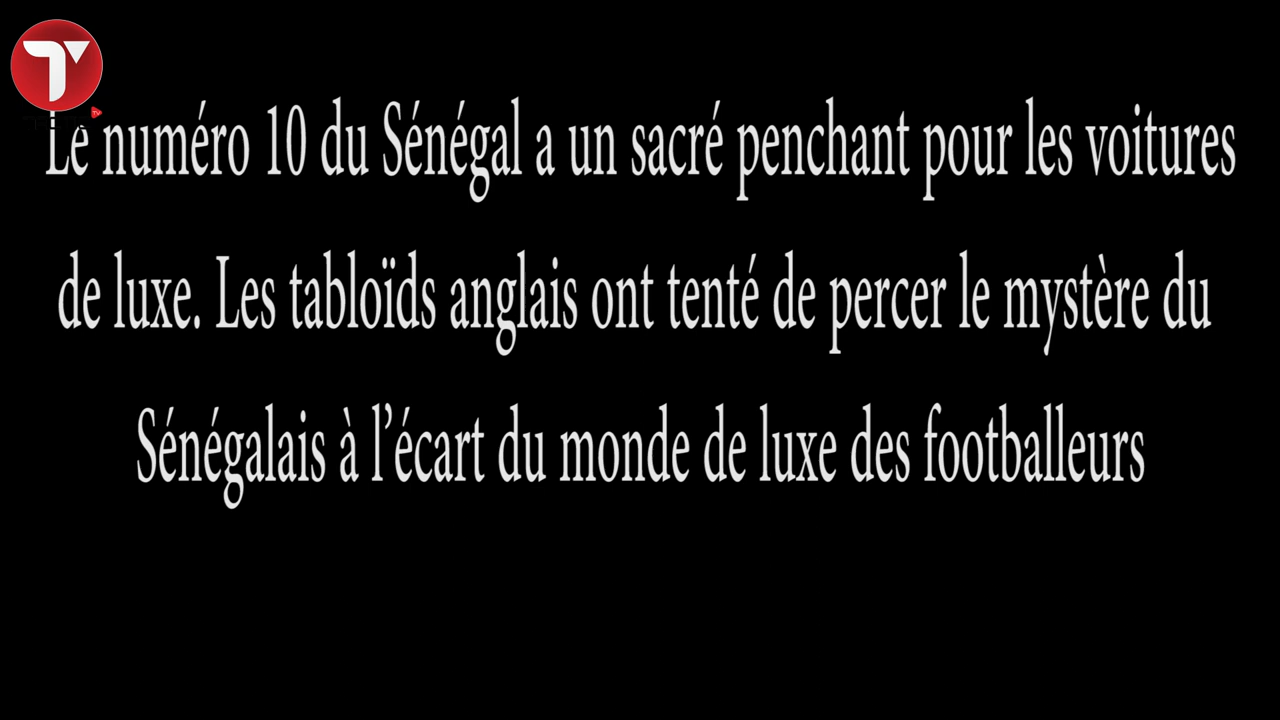 Le numéro 10 du Sénégal a un sacré penchant pour les voitures
de luxe. Les tabloïds anglais ont tenté de percer le mystère du
Sénégalais à l’écart du monde de luxe des footballeurs
TV